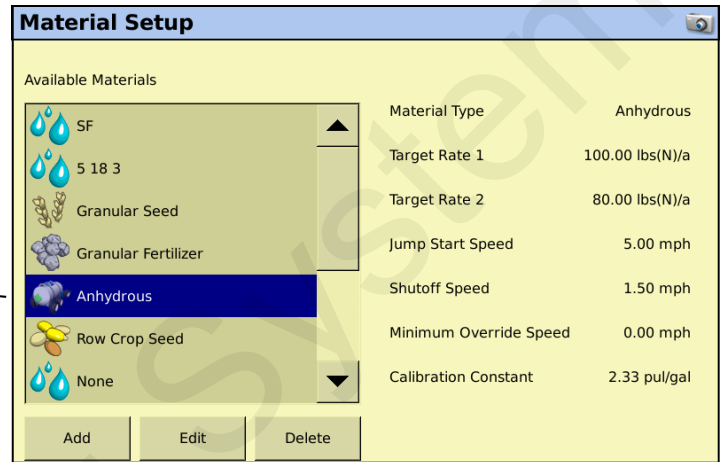 Material Setup
Available Materials
SF
5 18 3
Granular Seed
Granular Fertilizer
Anhydrous
Row Crop Seed
None
Add Edit Delete
Material Type Anhydrous
Target Rate 1 100.00 lbs(N)/a
Target Rate 2 80.00 lbs(N)/a
Jump Start Speed 5.00 mph
Shutoff Speed 1.50 mph
Minimum Override Speed 0.00 mph
Calibration Constant 2.33 pul/gal
System